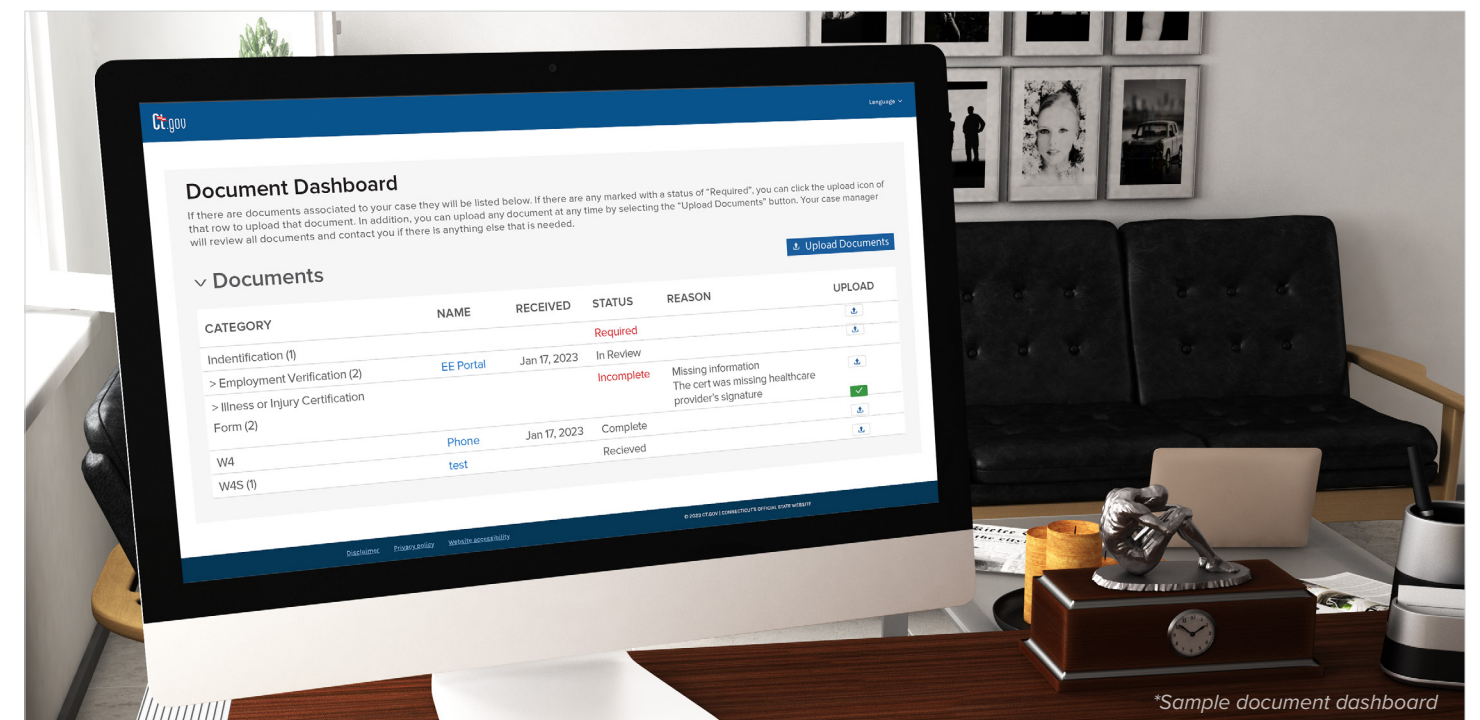 Ct.gov
Language
Document Dashboard
If there are documents associated to your case they will be listed below. If there are any marked with a status of "Required", you can click the upload icon of
that row to upload that document. In addition, you can upload any document at any time by selecting the "Upload Documents" button. Your case manager
will review all documents and contact you if there is anything else that is needed.
Upload Documents
Documents
CATEGORY NAME RECEIVED STATUS REASON UPLOAD
Indentification (1) Required
> Employment Verification (2) EE Portal Jan 17, 2023 In Review
> Illness or Injury Certification Incomplete Missing information
Form (2) The cert was missing healthcare
provider's signature
W4 Phone Jan 17, 2023 Complete
W4S (1) test Recieved
Disclaimer Privacy policy Website accessibility © 2023 CT.GOV | CONNECTICUT'S OFFICIAL STATE WEBSITE
the city
*Sample document dashboard